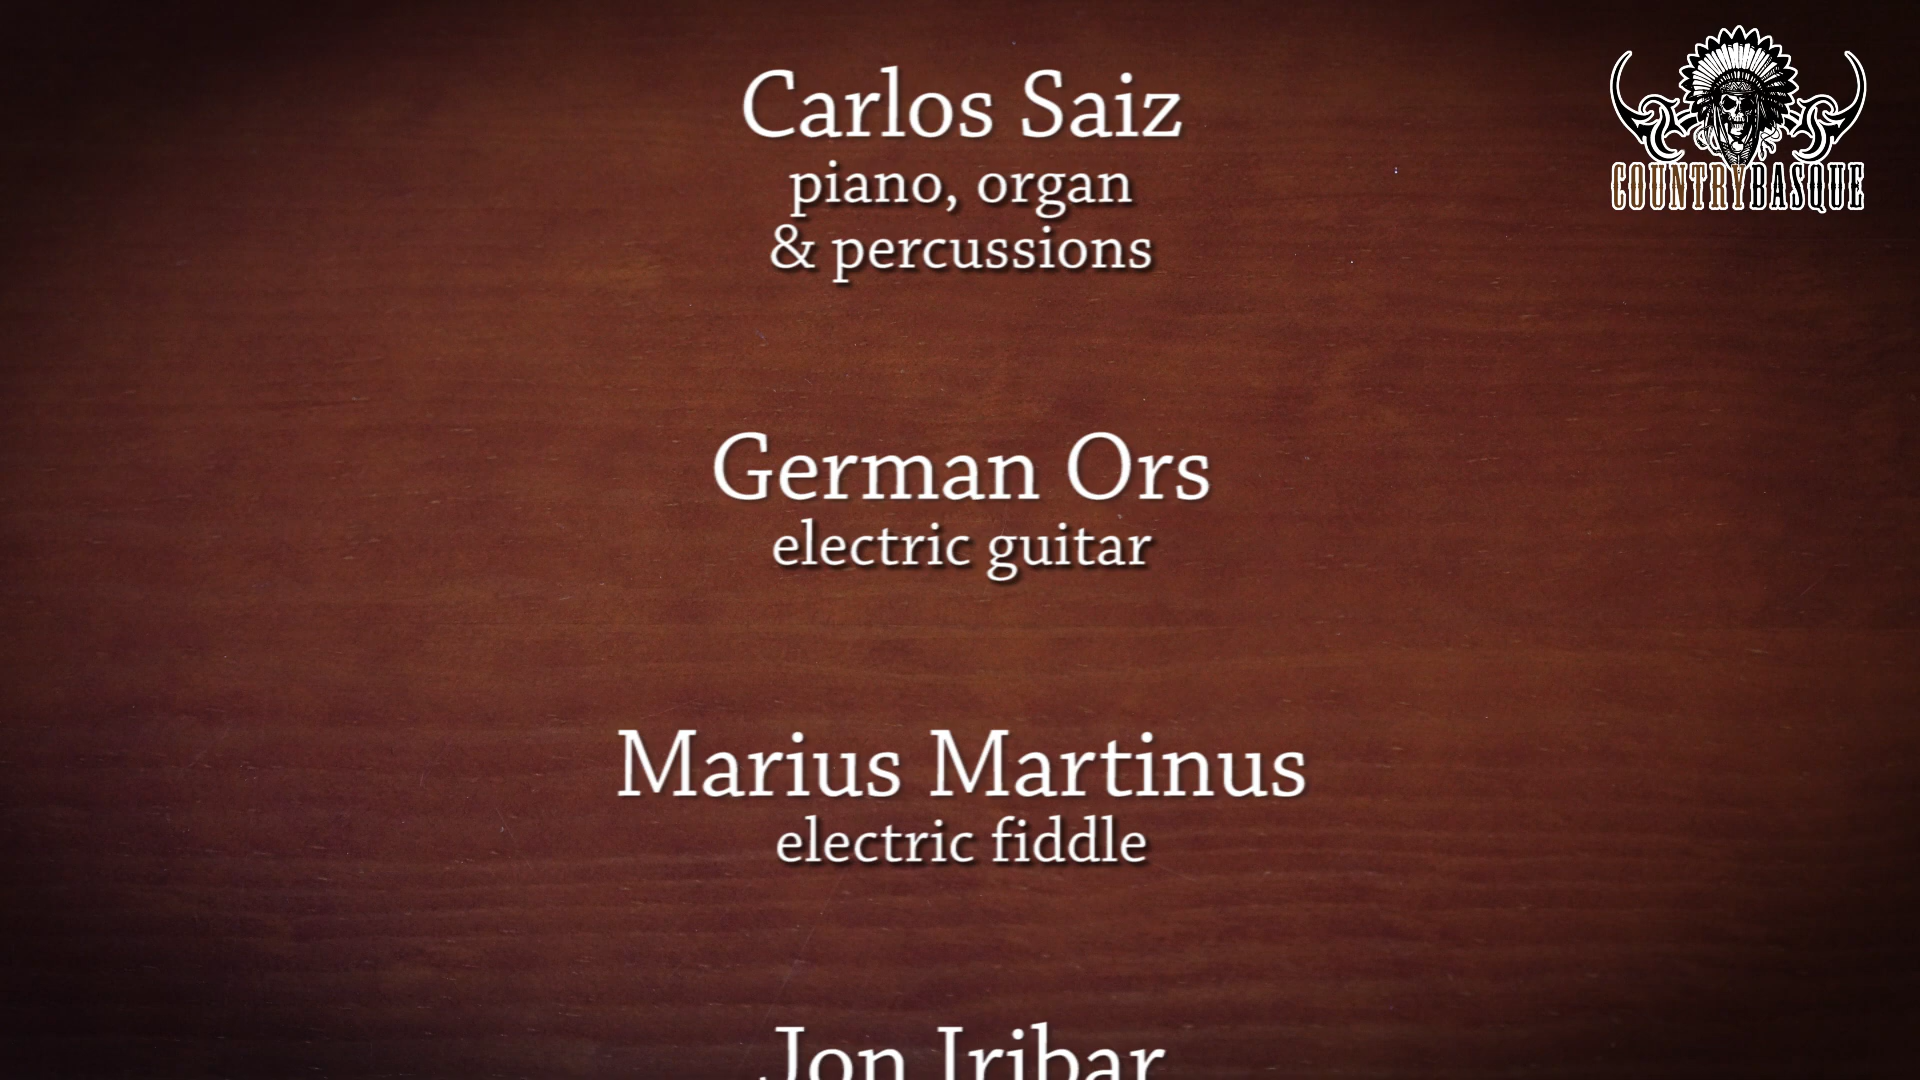 Carlos Saiz
COUNTRYBASQUE
piano, organ
& percussions
German Ors
electric guitar
Marius Martinus
electric fiddle
Jon Iribar